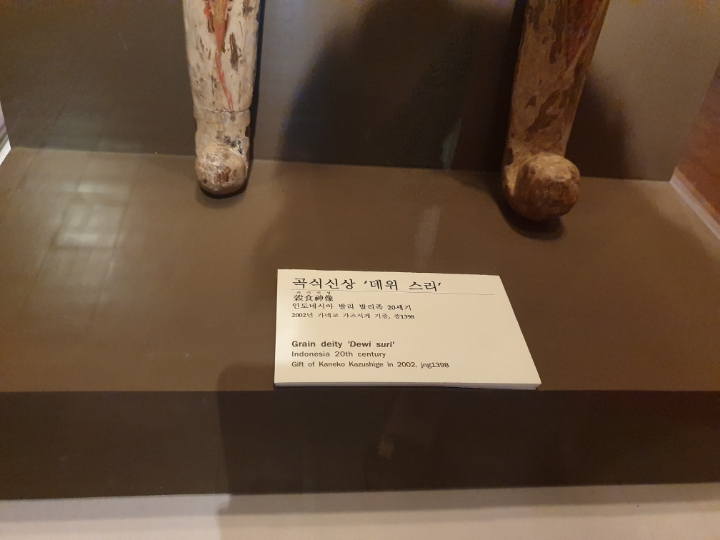 곡식신상 '데위 스리'
穀食神像
인도네시아 발리 발리족 20세기
2002년 가네코 가즈시게 기증, 증1398
Grain deity 'Dewi suri'
Indonesia 20th century
Gift of Kaneko Kazushige in 2002, jng1398